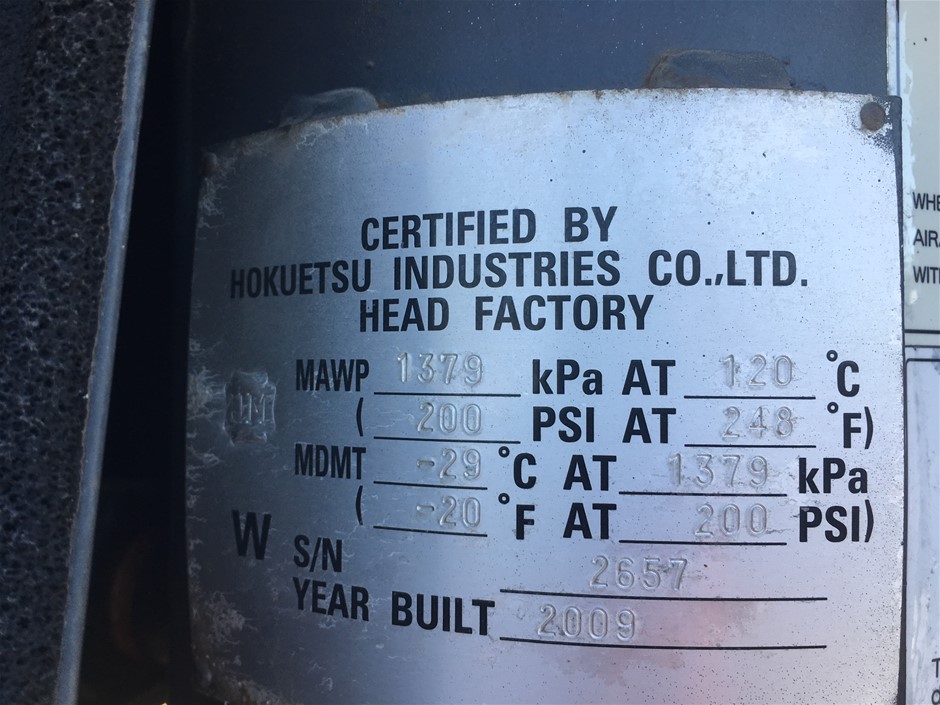 CERTIFIED BY
HOKUETSU INDUSTRIES CO.,LTD.
HEAD FACTORY
MAWP 1379 kPa AT 120 °C
( 200 PSI AT 248 °F)
MDMT -29 °C AT 1379 kPa
( -20 °F AT 200 PSI)
W S/N 2657
YEAR BUILT 2009
AIR